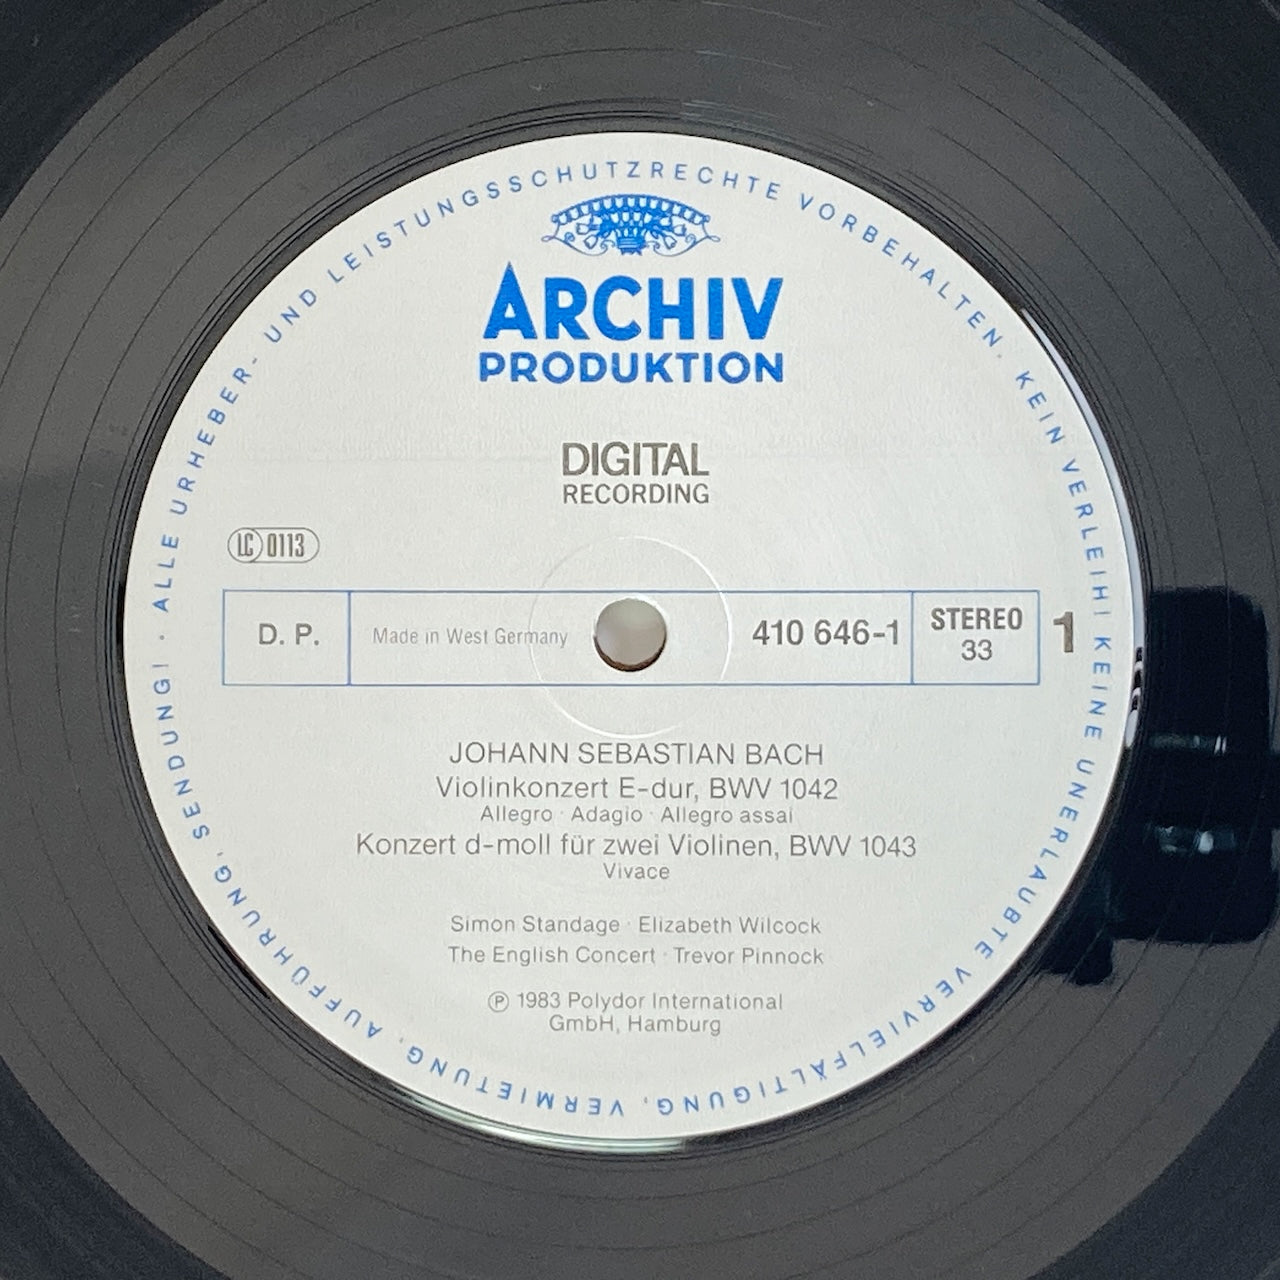 ALLE URHEBER- UND LEISTUNGSSCHUTZRECHTE VORBEHALTEN. KEIN VERLEIH! KEINE UNERLAUBTE VERVIELFÄLTIGUNG, VERMIETUNG, AUFFÜHRUNG, SENDUNG! ·
ARCHIV
PRODUKTION
DIGITAL
RECORDING
LC 0113
D. P.
Made in West Germany
410 646-1
STEREO
33
1
JOHANN SEBASTIAN BACH
Violinkonzert E-dur, BWV 1042
Allegro · Adagio · Allegro assai
Konzert d-moll für zwei Violinen, BWV 1043
Vivace
Simon Standage · Elizabeth Wilcock
The English Concert · Trevor Pinnock
℗ 1983 Polydor International
GmbH, Hamburg